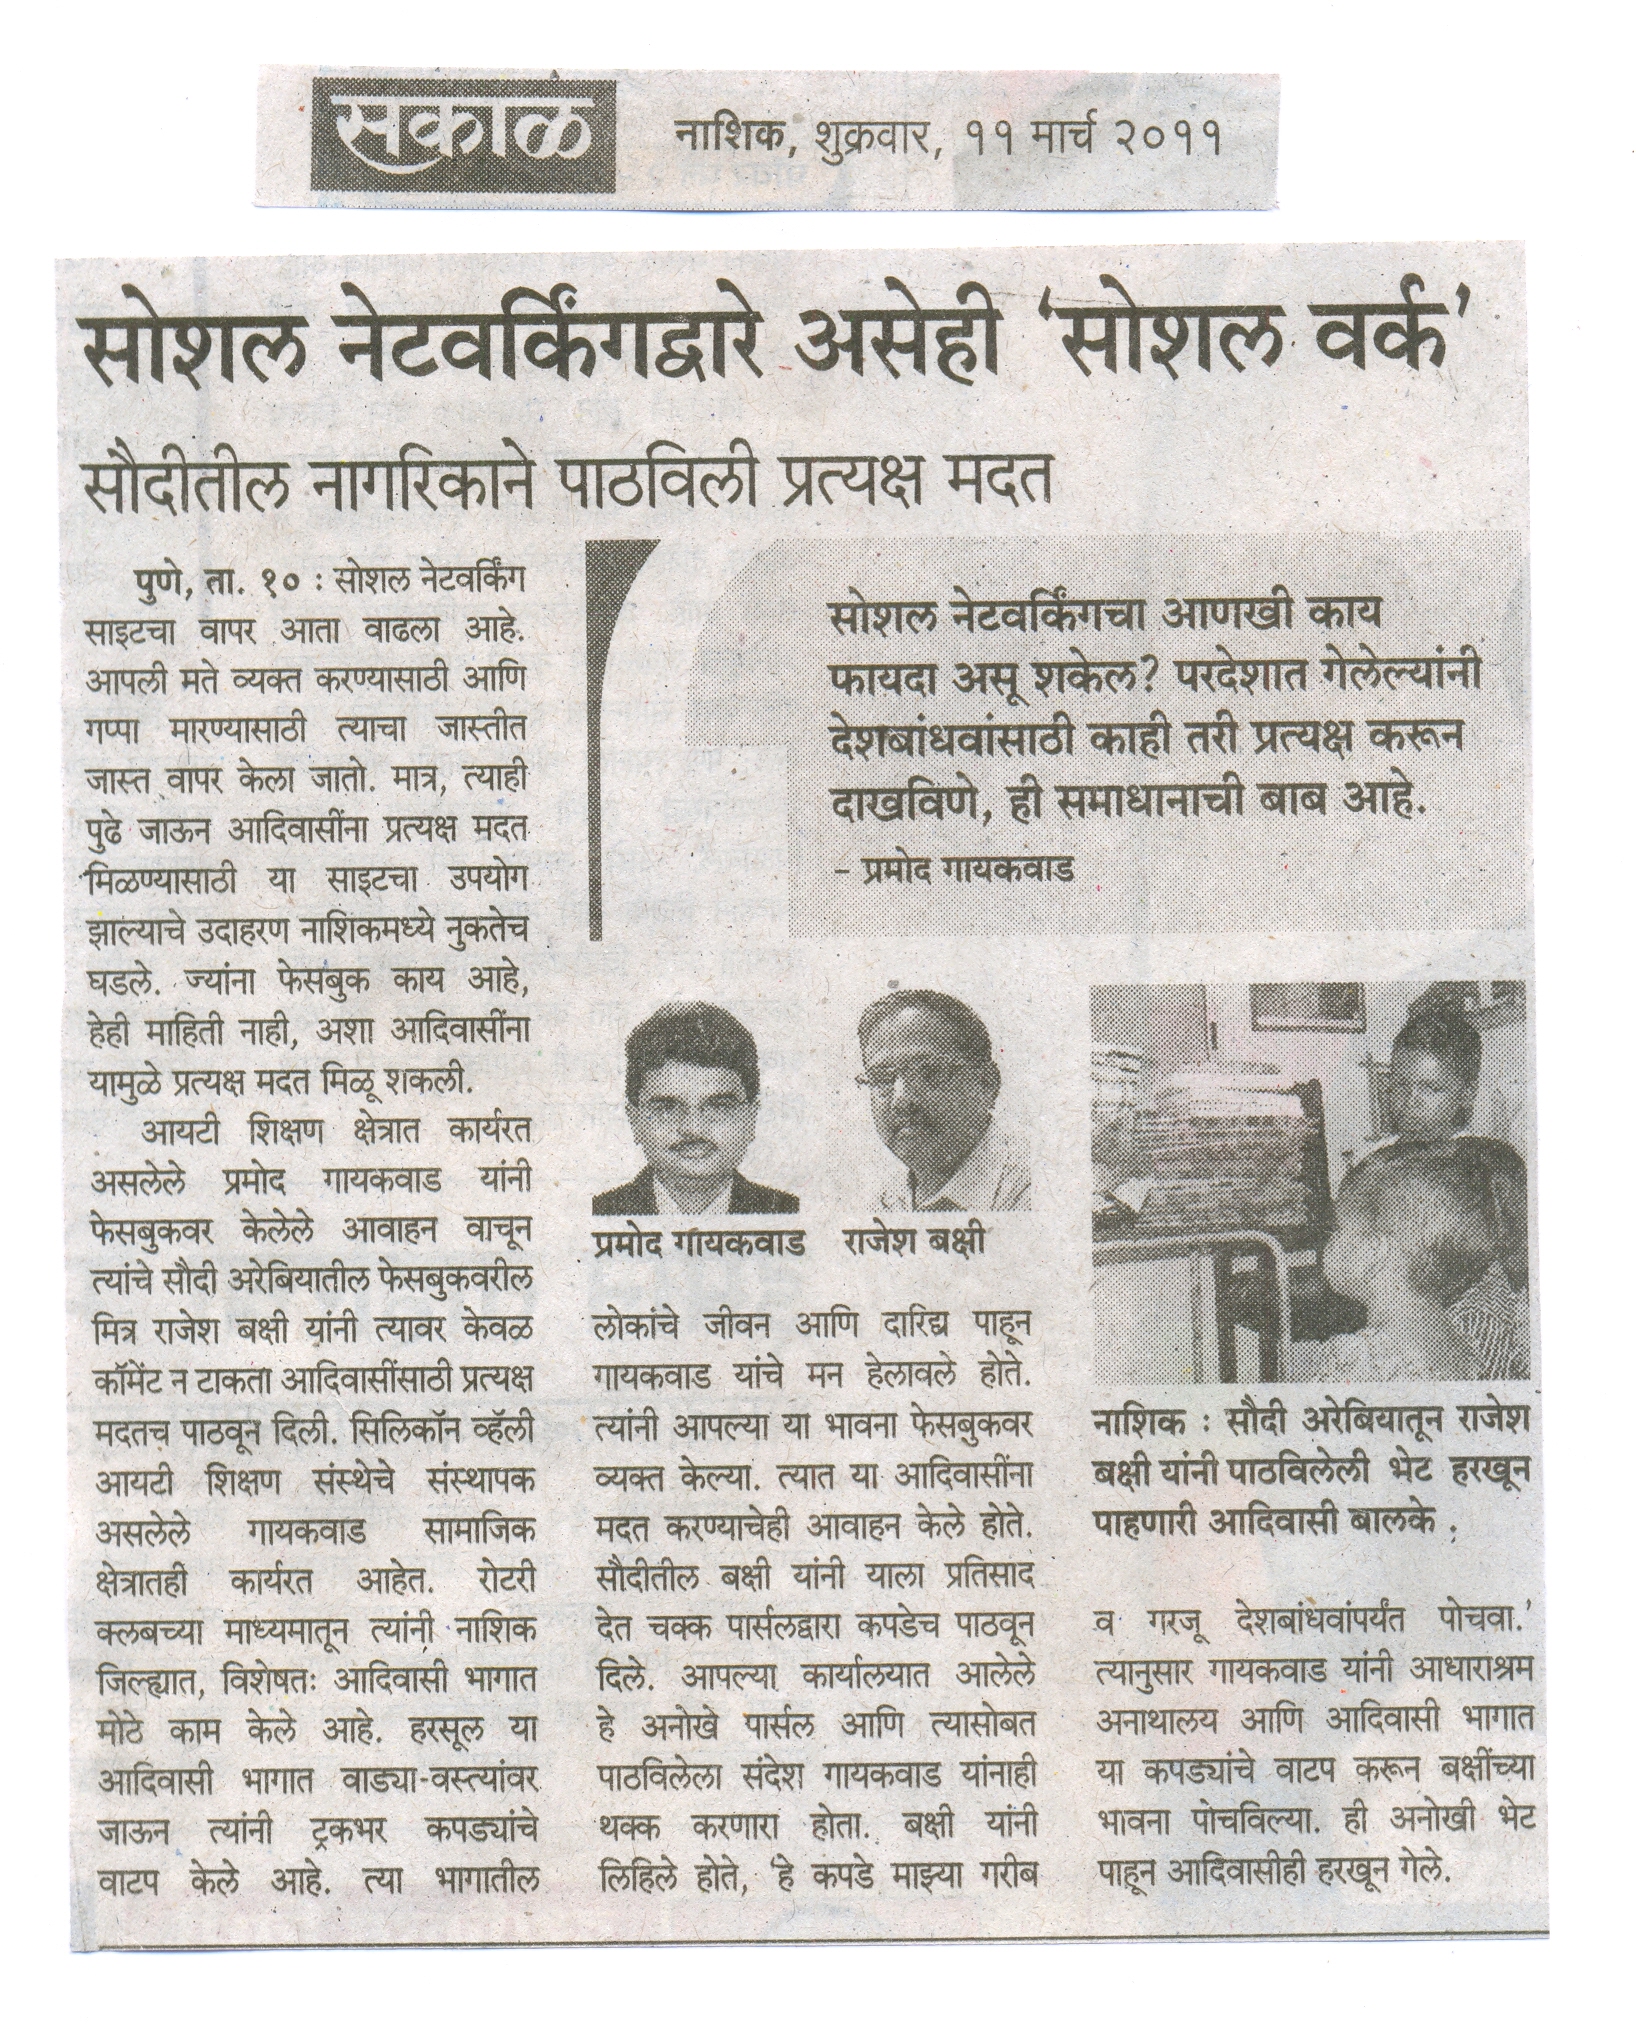 सकाळ
नाशिक, शुक्रवार, ११ मार्च २०११
सोशल नेटवर्किंगद्वारे असेही ‘सोशल वर्क’
सौदीतील नागरिकाने पाठविली प्रत्यक्ष मदत
पुणे, ता. १० : सोशल नेटवर्किंग
साइटचा वापर आता वाढला आहे.
आपली मते व्यक्त करण्यासाठी आणि
गप्पा मारण्यासाठी त्याचा जास्तीत
जास्त वापर केला जातो. मात्र, त्याही
पुढे जाऊन आदिवासींना प्रत्यक्ष मदत
मिळण्यासाठी या साइटचा उपयोग
झाल्याचे उदाहरण नाशिकमध्ये नुकतेच
घडले. ज्यांना फेसबुक काय आहे,
हेही माहिती नाही, अशा आदिवासींना
यामुळे प्रत्यक्ष मदत मिळू शकली.
आयटी शिक्षण क्षेत्रात कार्यरत
असलेले प्रमोद गायकवाड यांनी
फेसबुकवर केलेले आवाहन वाचून
त्यांचे सौदी अरेबियातील फेसबुकवरील
मित्र राजेश बक्षी यांनी त्यावर केवळ
कॉमेंट न टाकता आदिवासींसाठी प्रत्यक्ष
मदतच पाठवून दिली. सिलिकॉन व्हॅली
आयटी शिक्षण संस्थेचे संस्थापक
असलेले गायकवाड सामाजिक
क्षेत्रातही कार्यरत आहेत. रोटरी
क्लबच्या माध्यमातून त्यांनी नाशिक
जिल्ह्यात, विशेषतः आदिवासी भागात
मोठे काम केले आहे. हरसूल या
आदिवासी भागात वाड्या-वस्त्यांवर
जाऊन त्यांनी ट्रकभर कपड्यांचे
वाटप केले आहे. त्या भागातील
सोशल नेटवर्किंगचा आणखी काय
फायदा असू शकेल? परदेशात गेलेल्यांनी
देशबांधवांसाठी काही तरी प्रत्यक्ष करून
दाखविणे, ही समाधानाची बाब आहे.
– प्रमोद गायकवाड
प्रमोद गायकवाड राजेश बक्षी
लोकांचे जीवन आणि दारिद्य पाहून
गायकवाड यांचे मन हेलावले होते.
त्यांनी आपल्या या भावना फेसबुकवर
व्यक्त केल्या. त्यात या आदिवासींना
मदत करण्याचेही आवाहन केले होते.
सौदीतील बक्षी यांनी याला प्रतिसाद
देत चक्क पार्सलद्वारा कपडेच पाठवून
दिले. आपल्या कार्यालयात आलेले
हे अनोखे पार्सल आणि त्यासोबत
पाठविलेला संदेश गायकवाड यांनाही
थक्क करणारा होता. बक्षी यांनी
लिहिले होते, ‘हे कपडे माझ्या गरीब
नाशिक : सौदी अरेबियातून राजेश
बक्षी यांनी पाठविलेली भेट हरखून
पाहणारी आदिवासी बालके .
व गरजू देशबांधवांपर्यंत पोचवा.’
त्यानुसार गायकवाड यांनी आधाराश्रम
अनाथालय आणि आदिवासी भागात
या कपड्यांचे वाटप करून बक्षींच्या
भावना पोचविल्या. ही अनोखी भेट
पाहून आदिवासीही हरखून गेले.